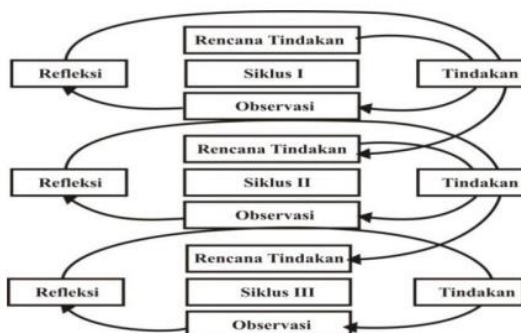 Rencana Tindakan
Refleksi
Siklus I
Tindakan
Observasi
Rencana Tindakan
Refleksi
Siklus II
Tindakan
Observasi
Rencana Tindakan
Refleksi
Siklus III
Tindakan
Observasi